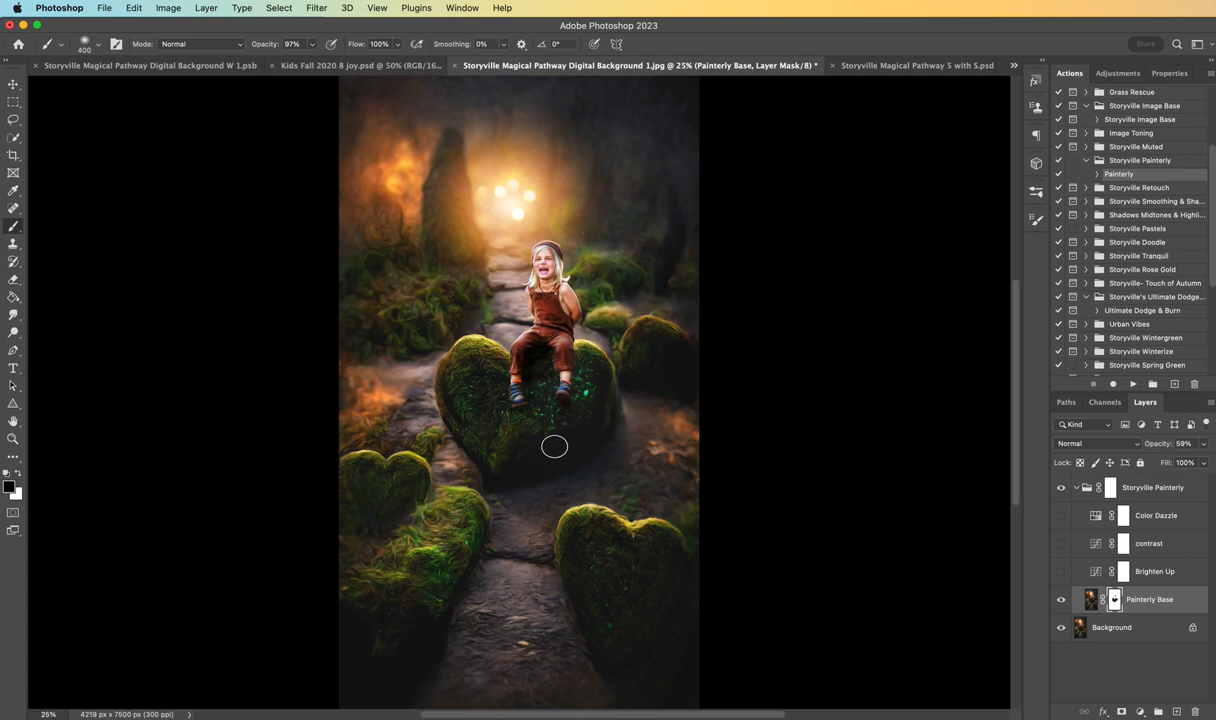 Photoshop File Edit Image Layer Type Select Filter 3D View Plugins Window Help
Adobe Photoshop 2023
400 Mode: Normal Opacity: 97% Flow: 100% Smoothing: 0% 0° Share
Storyville Magical Pathway Digital Background W 1.psb Kids Fall 2020 8 joy.psd @ 50% (RGB/16... Storyville Magical Pathway Digital Background 1.jpg @ 25% (Painterly Base, Layer Mask/8) * Storyville Magical Pathway 5 with S.psd
Actions Adjustments Properties
Grass Rescue
Storyville Image Base
Storyville Image Base
Image Toning
Storyville Muted
Storyville Painterly
Painterly
Storyville Retouch
Storyville Smoothing & Sha...
Shadows Midtones & Highli...
Storyville Pastels
Storyville Doodle
Storyville Tranquil
Storyville Rose Gold
Storyville- Touch of Autumn
Storyville's Ultimate Dodge...
Ultimate Dodge & Burn
Urban Vibes
Storyville Wintergreen
Storyville Winterize
Storyville Spring Green
Paths Channels Layers
Kind
Normal Opacity: 59%
Lock: Fill: 100%
Storyville Painterly
Color Dazzle
contrast
Brighten Up
Painterly Base
Background
25% 4219 px x 7500 px (300 ppi)